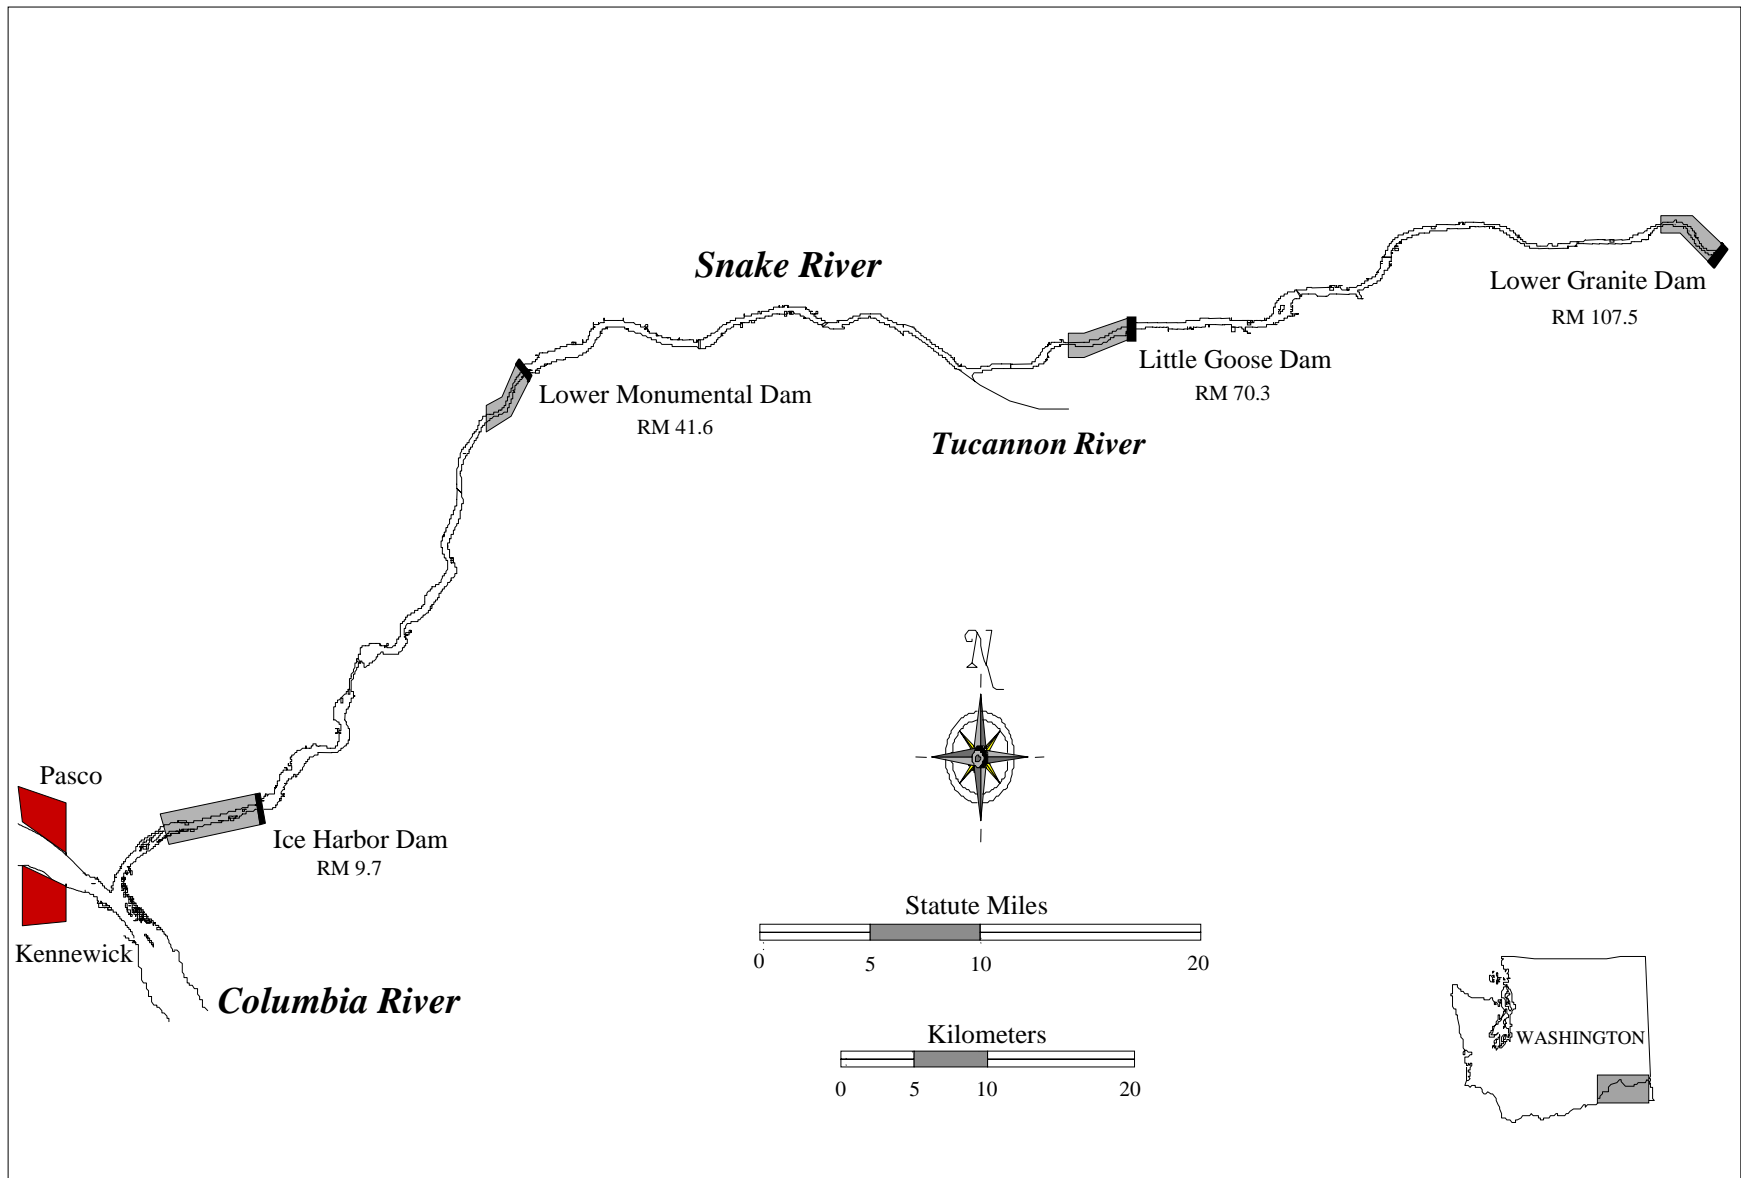 Snake River
Lower Granite Dam
RM 107.5
Little Goose Dam
RM 70.3
Lower Monumental Dam
RM 41.6
Tucannon River
N
Pasco
Ice Harbor Dam
RM 9.7
Kennewick
Columbia River
Statute Miles
0 5 10 20
Kilometers
0 5 10 20
WASHINGTON